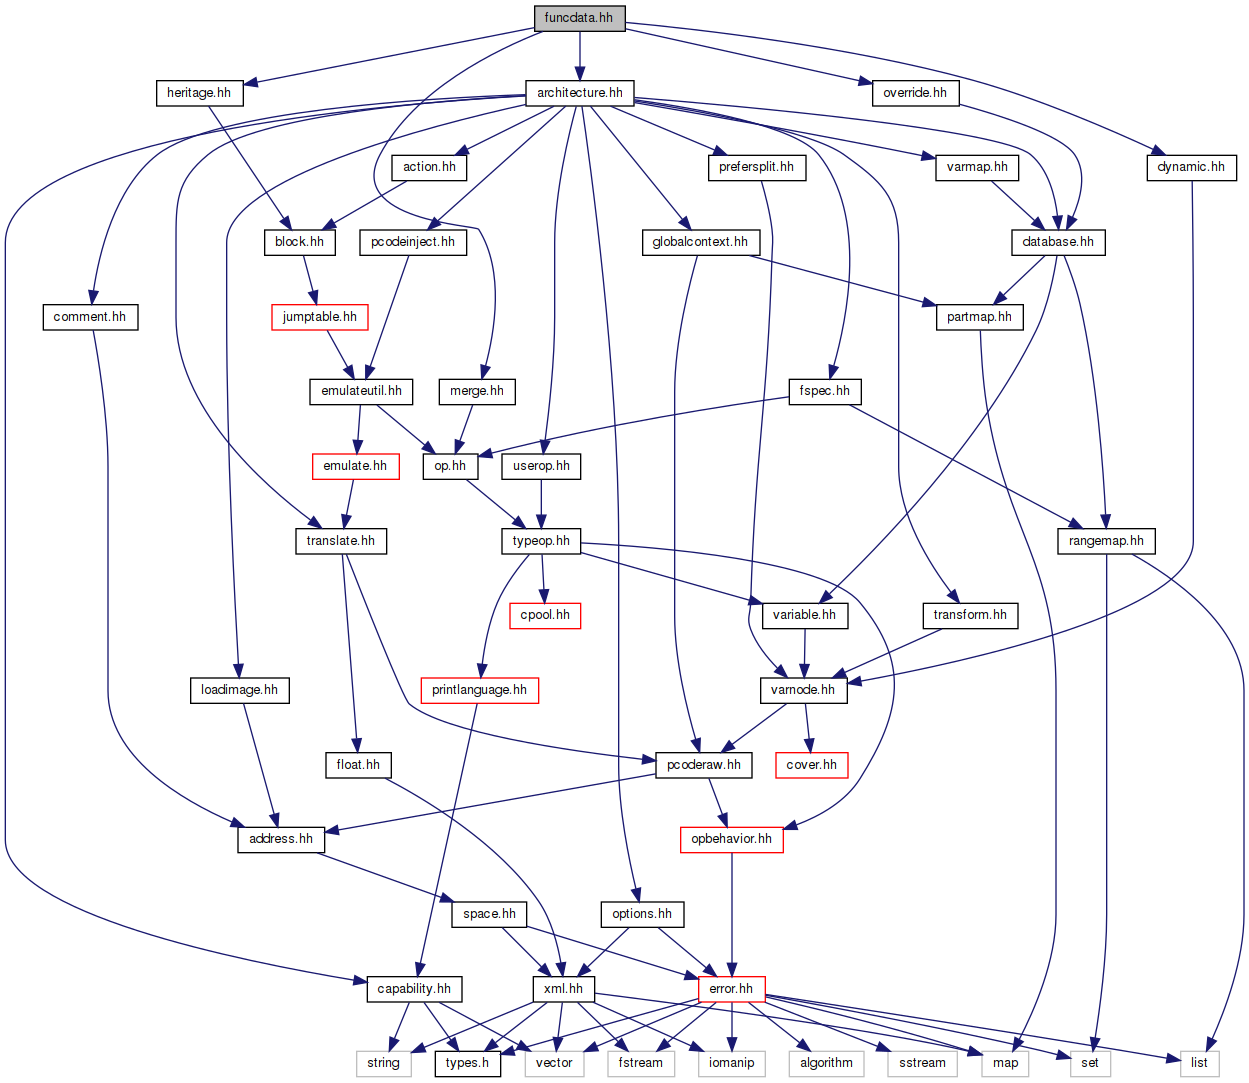 funcdata.hh
heritage.hh
architecture.hh
override.hh
action.hh
prefersplit.hh
varmap.hh
dynamic.hh
block.hh
pcodeinject.hh
globalcontext.hh
database.hh
comment.hh
jumptable.hh
partmap.hh
emulateutil.hh
merge.hh
fspec.hh
emulate.hh
op.hh
userop.hh
translate.hh
typeop.hh
rangemap.hh
cpool.hh
variable.hh
transform.hh
loadimage.hh
printlanguage.hh
varnode.hh
float.hh
pcoderaw.hh
cover.hh
address.hh
opbehavior.hh
space.hh
options.hh
capability.hh
xml.hh
error.hh
string
types.h
vector
fstream
iomanip
algorithm
sstream
map
set
list